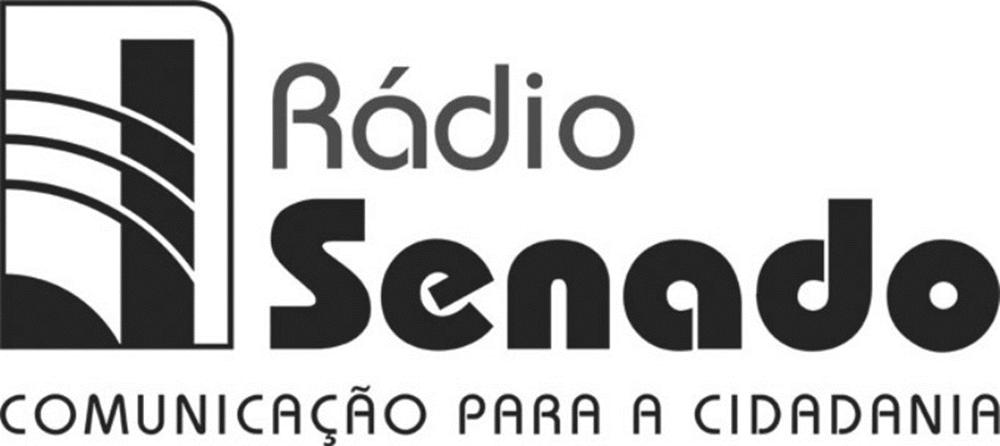 Rádio
Senado
COMUNICAÇÃO PARA A CIDADANIA